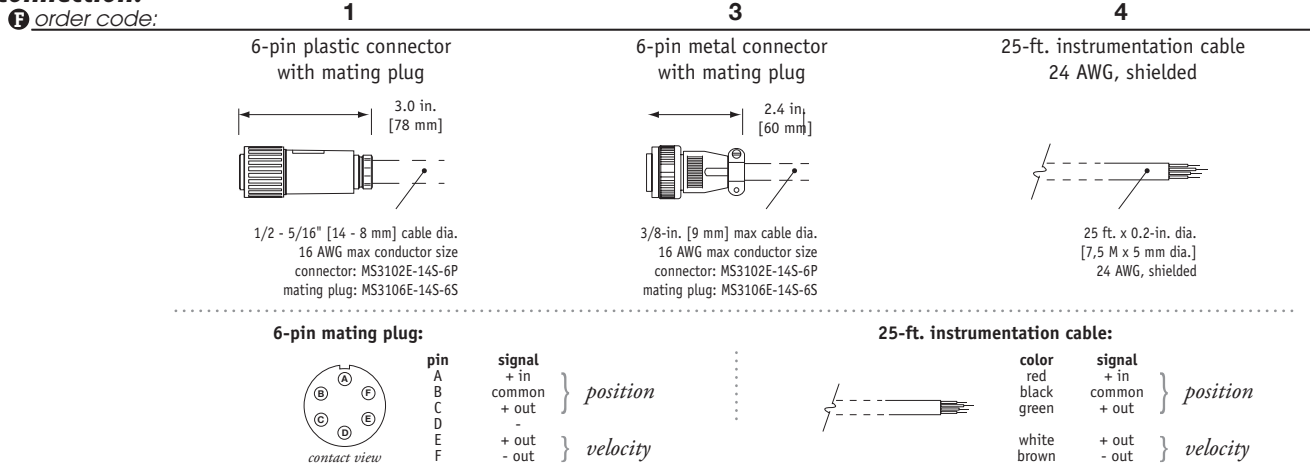 F order code: 1 3 4
6-pin plastic connector
with mating plug
3.0 in.
[78 mm]
1/2 - 5/16" [14 - 8 mm] cable dia.
16 AWG max conductor size
connector: MS3102E-14S-6P
mating plug: MS3106E-14S-6S
6-pin metal connector
with mating plug
2.4 in.
[60 mm]
3/8-in. [9 mm] max cable dia.
16 AWG max conductor size
connector: MS3102E-14S-6P
mating plug: MS3106E-14S-6S
25-ft. instrumentation cable
24 AWG, shielded
25 ft. x 0.2-in. dia.
[7,5 M x 5 mm dia.]
24 AWG, shielded
6-pin mating plug:
A
B F
C E
D
contact view
pin signal
A + in
B common position
C + out
D -
E + out velocity
F - out
25-ft. instrumentation cable:
color signal
red + in
black common position
green + out
white + out velocity
brown - out